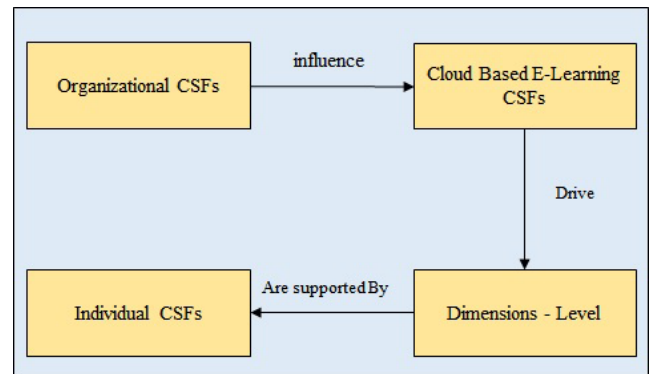 Organizational CSFs
influence
Cloud Based E-Learning
CSFs
Drive
Individual CSFs
Are supported By
Dimensions - Level